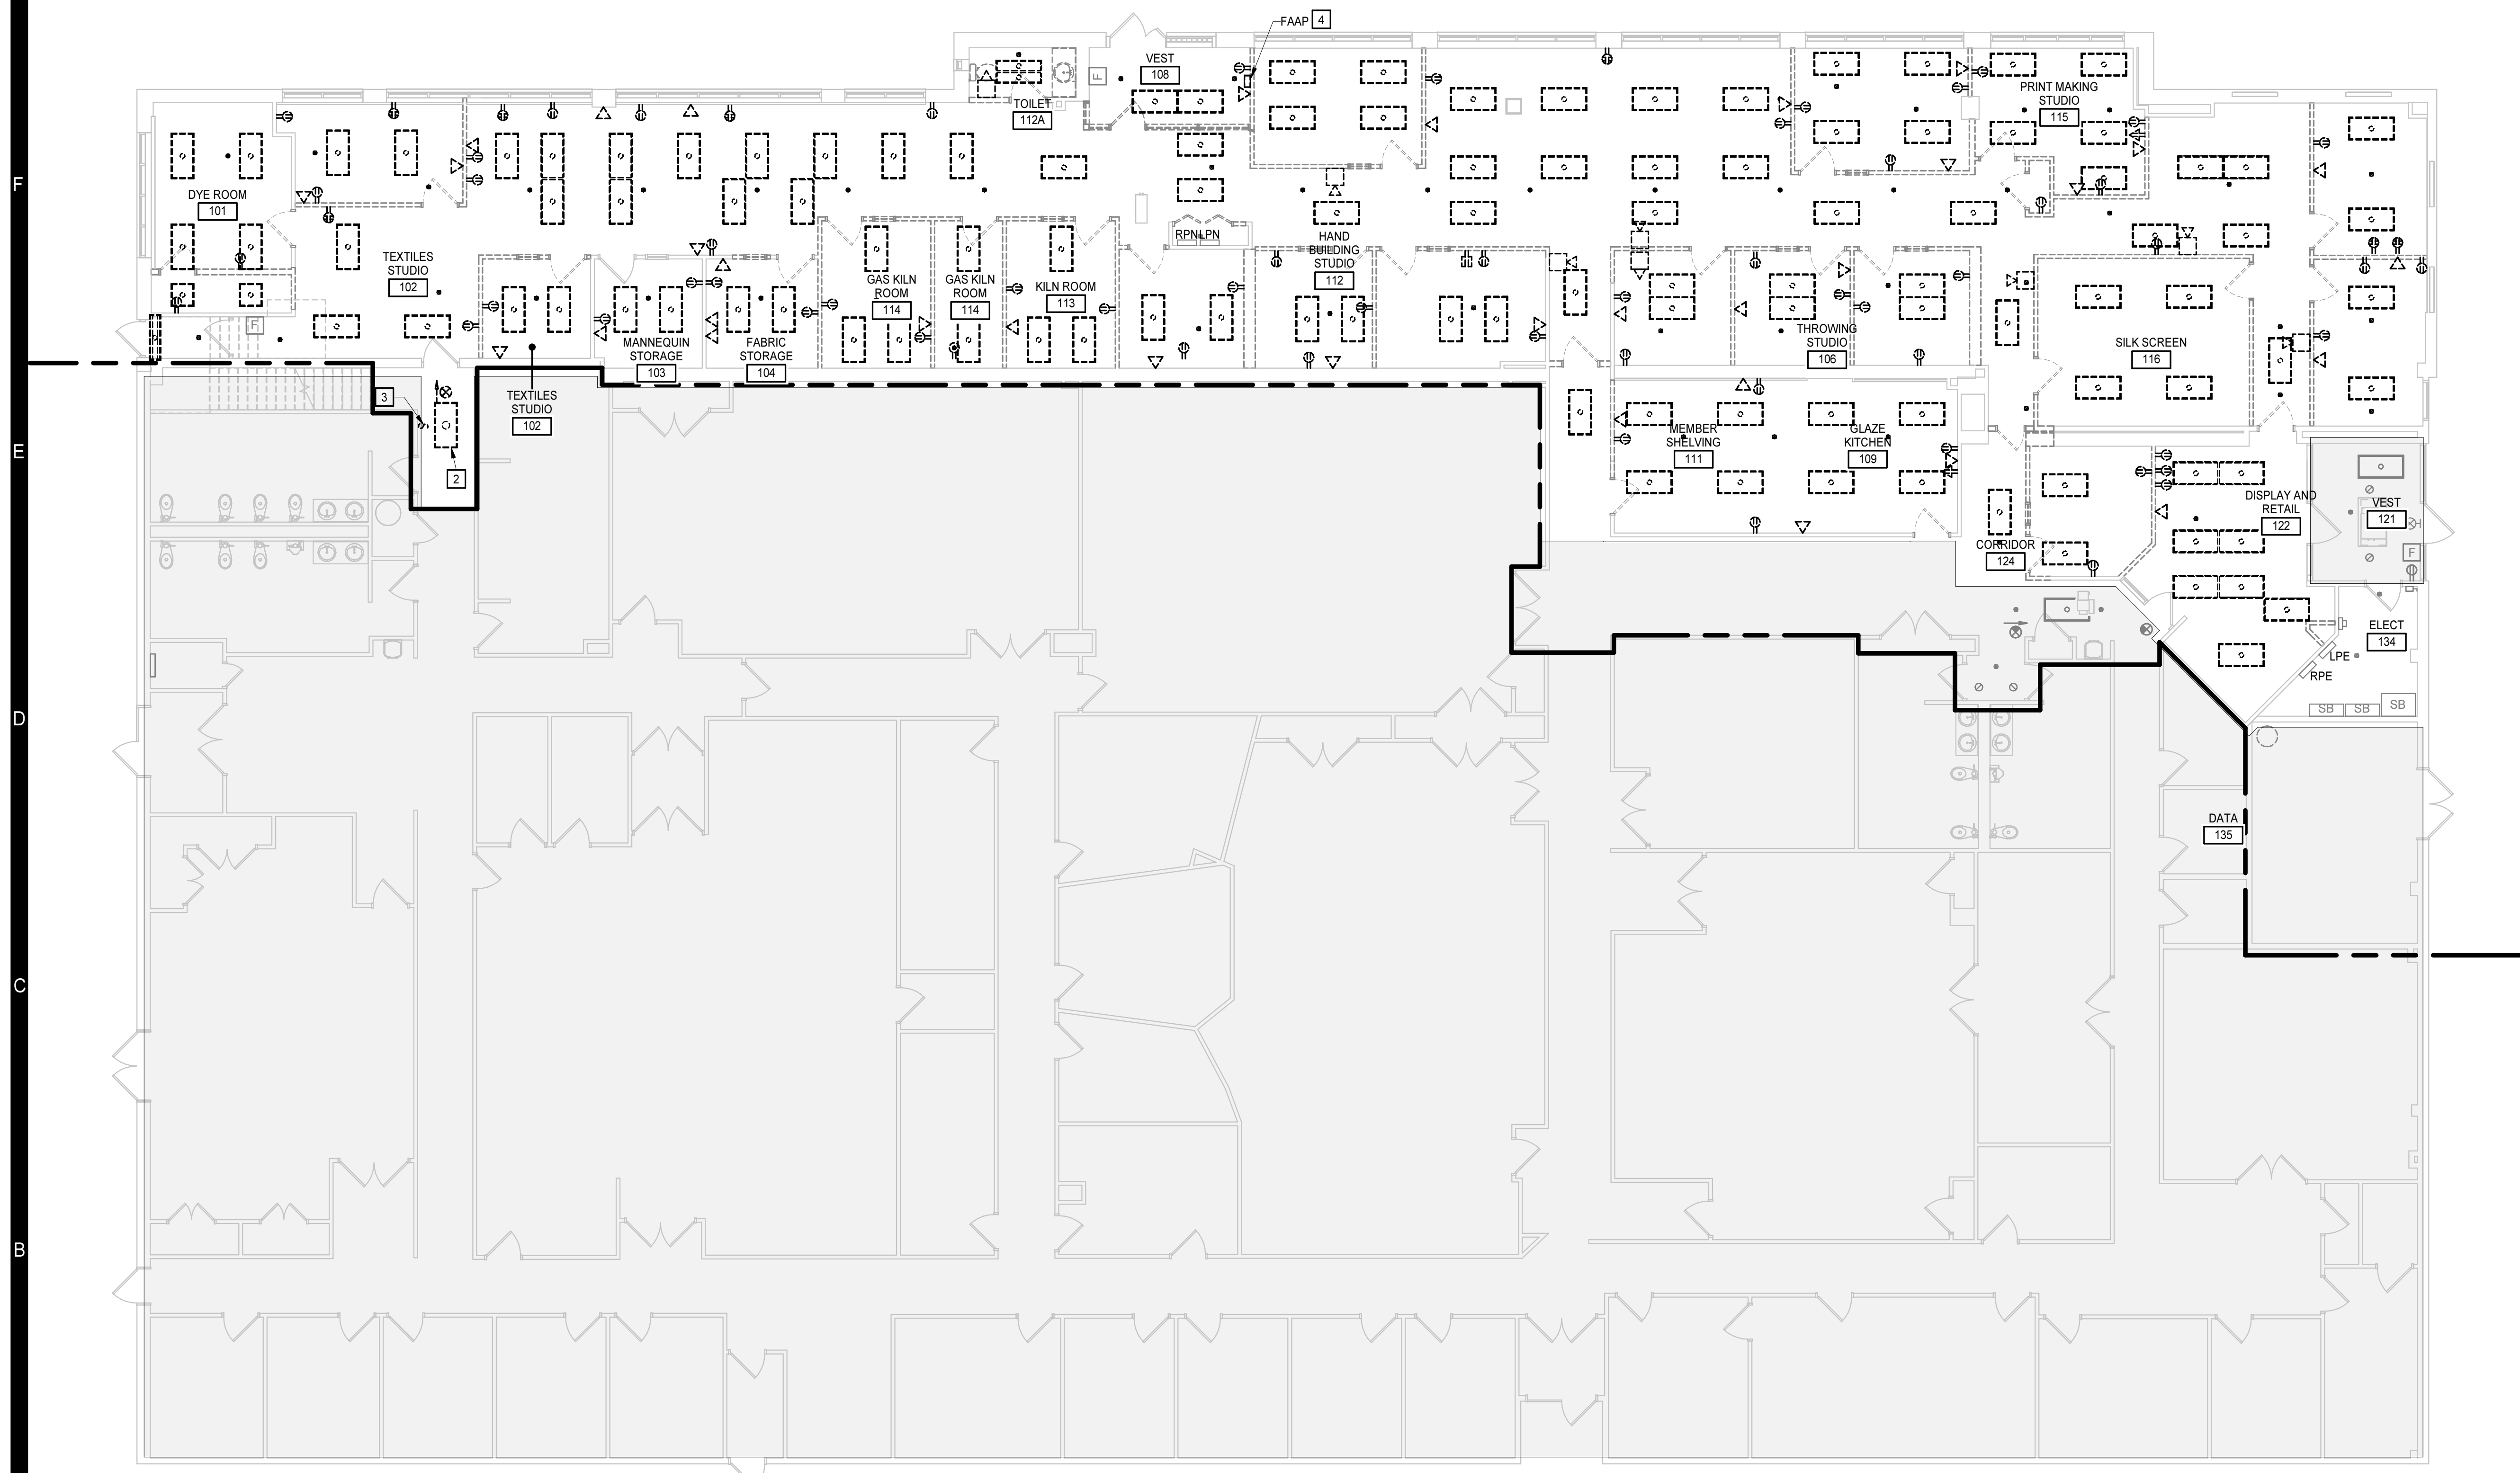 FAAP 4
VEST
108
F
TOILET
112A
PRINT MAKING
STUDIO
115
F
DYE ROOM
101
TEXTILES
STUDIO
102
RPN LPN
HAND
BUILDING
STUDIO
112
GAS KILN
ROOM
114
GAS KILN
ROOM
114
KILN ROOM
113
F
MANNEQUIN
STORAGE
103
FABRIC
STORAGE
104
THROWING
STUDIO
106
SILK SCREEN
116
3
TEXTILES
STUDIO
102
E
MEMBER
SHELVING
111
GLAZE
KITCHEN
109
2
DISPLAY AND
RETAIL
122
VEST
121
CORRIDOR
124
F
ELECT
134
LPE
RPE
SB
SB
SB
D
DATA
135
C
B